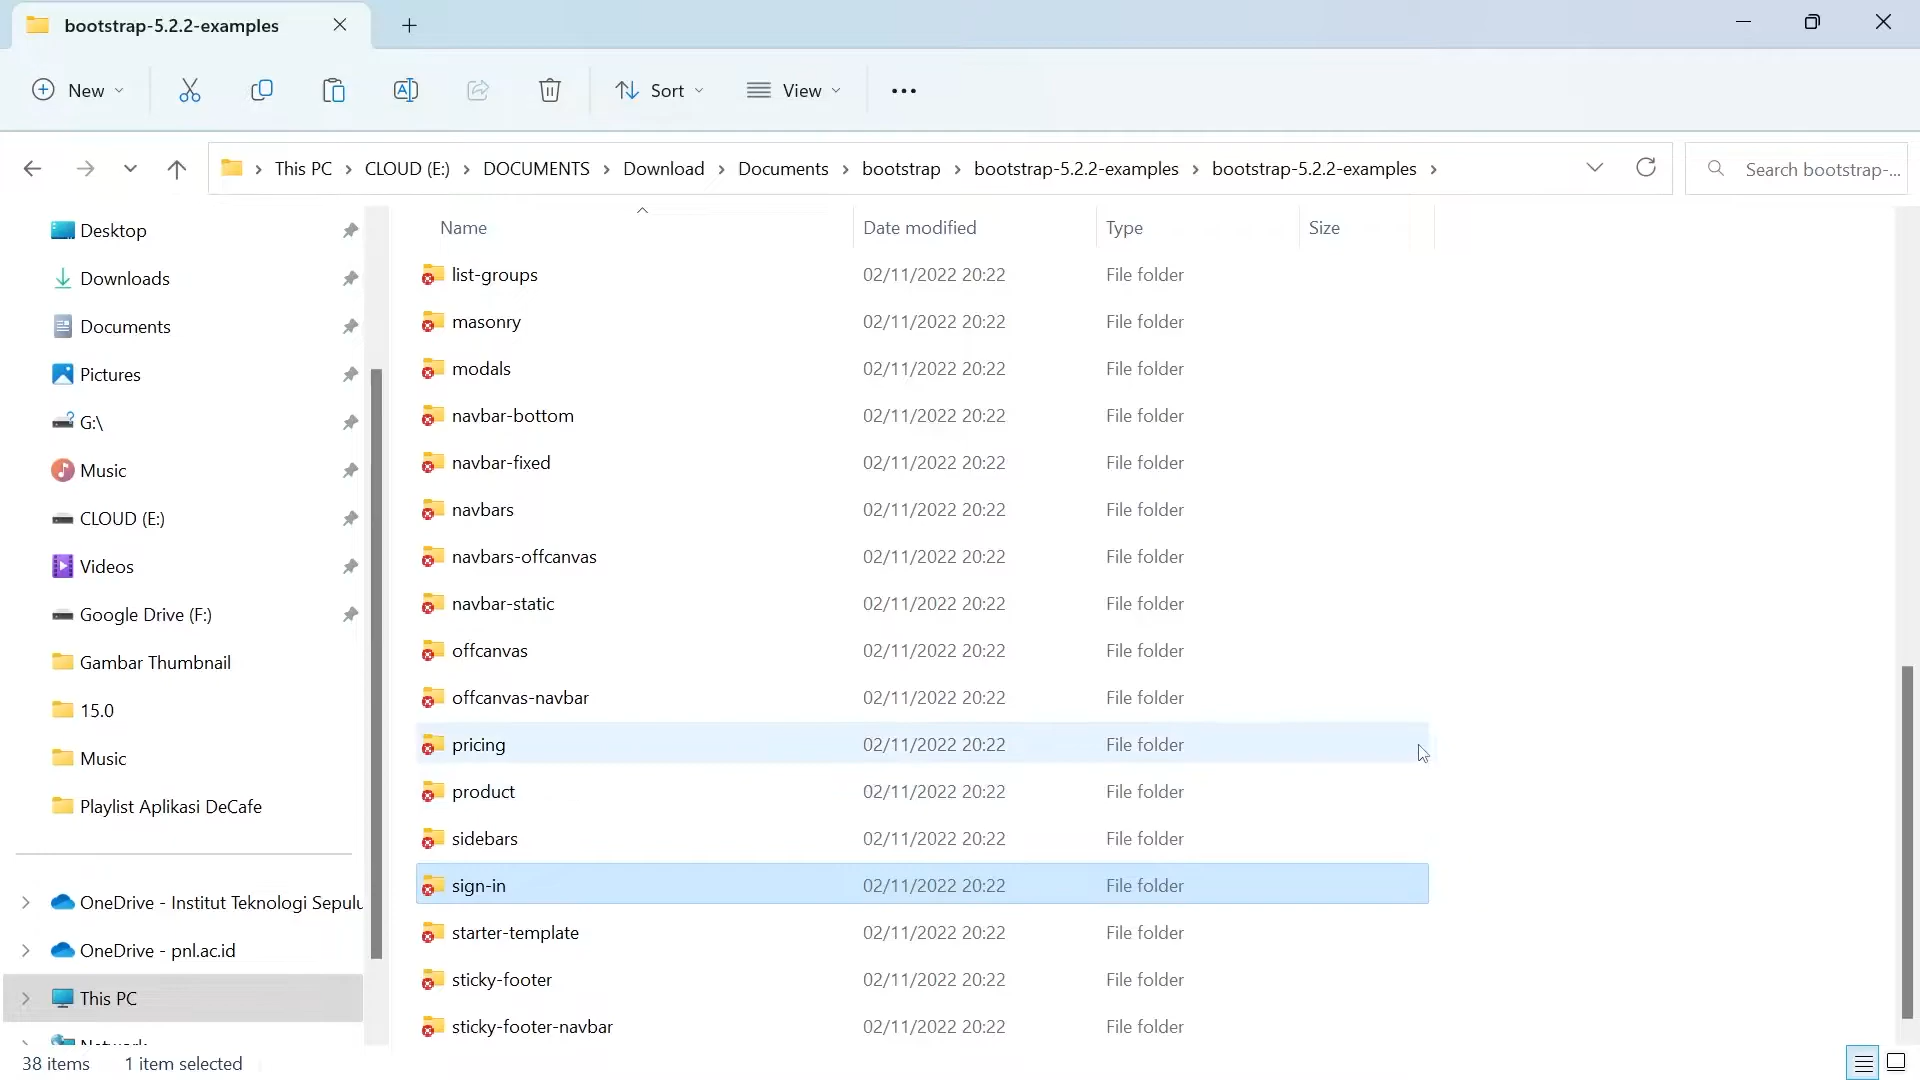 bootstrap-5.2.2-examples
New
Sort
View
This PC > CLOUD (E:) > DOCUMENTS > Download > Documents > bootstrap > bootstrap-5.2.2-examples > bootstrap-5.2.2-examples >
Search bootstrap-...
Desktop
Downloads
Documents
Pictures
G:\
Music
CLOUD (E:)
Videos
Google Drive (F:)
Gambar Thumbnail
15.0
Music
Playlist Aplikasi DeCafe
OneDrive - Institut Teknologi Sepulu
OneDrive - pnl.ac.id
This PC
Name Date modified Type Size
list-groups 02/11/2022 20:22 File folder
masonry 02/11/2022 20:22 File folder
modals 02/11/2022 20:22 File folder
navbar-bottom 02/11/2022 20:22 File folder
navbar-fixed 02/11/2022 20:22 File folder
navbars 02/11/2022 20:22 File folder
navbars-offcanvas 02/11/2022 20:22 File folder
navbar-static 02/11/2022 20:22 File folder
offcanvas 02/11/2022 20:22 File folder
offcanvas-navbar 02/11/2022 20:22 File folder
pricing 02/11/2022 20:22 File folder
product 02/11/2022 20:22 File folder
sidebars 02/11/2022 20:22 File folder
sign-in 02/11/2022 20:22 File folder
starter-template 02/11/2022 20:22 File folder
sticky-footer 02/11/2022 20:22 File folder
sticky-footer-navbar 02/11/2022 20:22 File folder
38 items 1 item selected